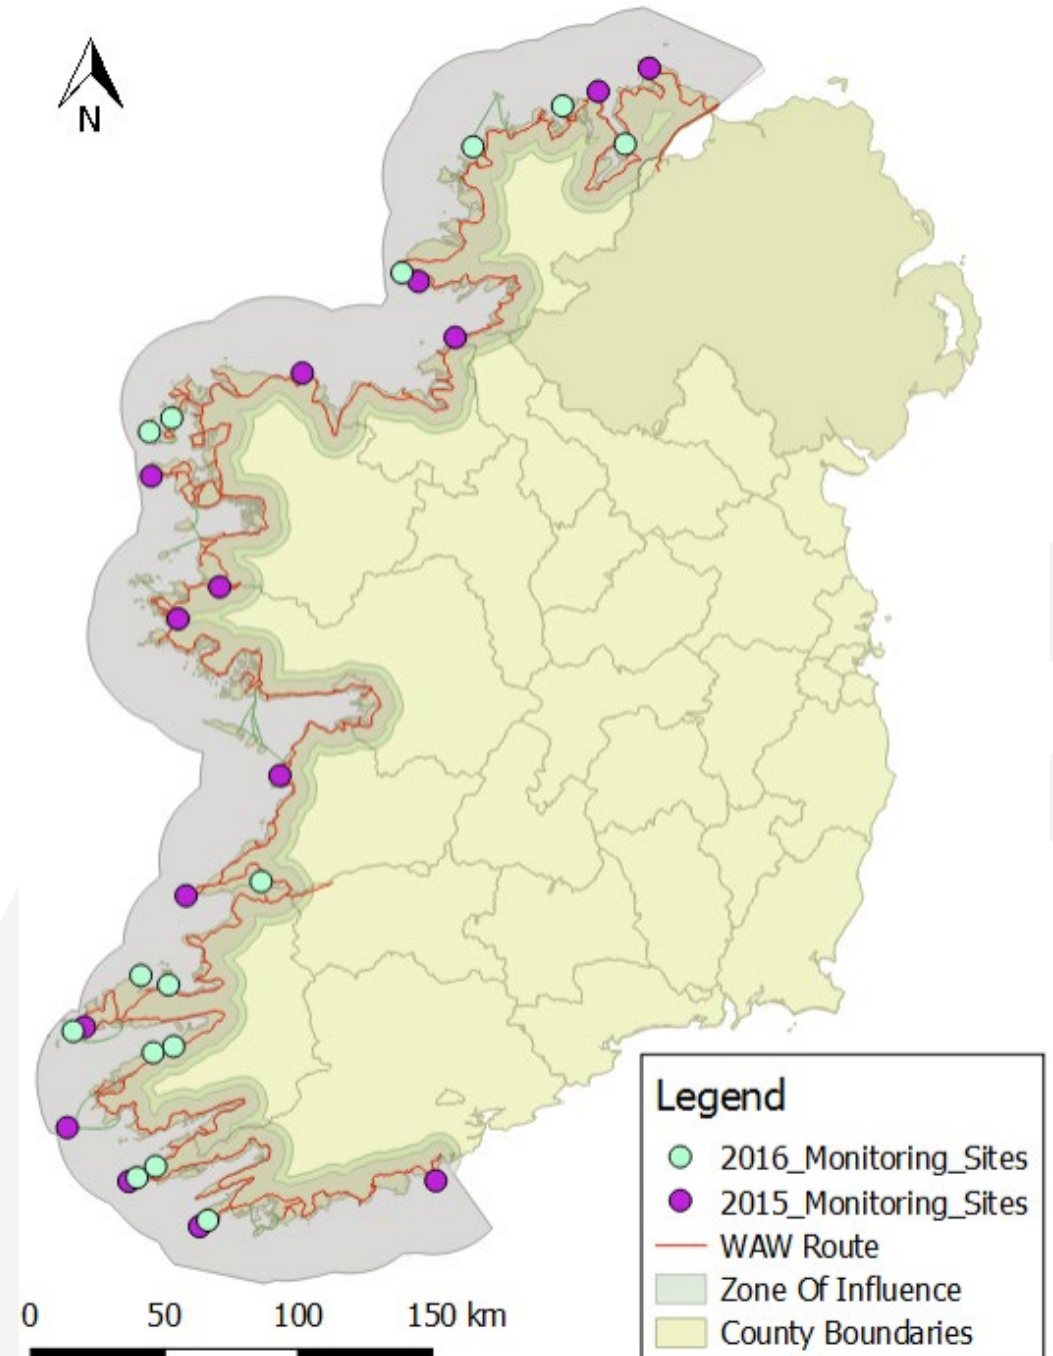 N
Legend
2016_Monitoring_Sites
2015_Monitoring_Sites
WAW Route
Zone Of Influence
County Boundaries
0 50 100 150 km